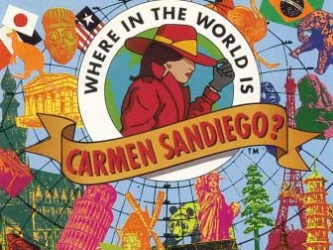 WHERE IN THE WORLD IS
CARMEN SANDIEGO?
TM